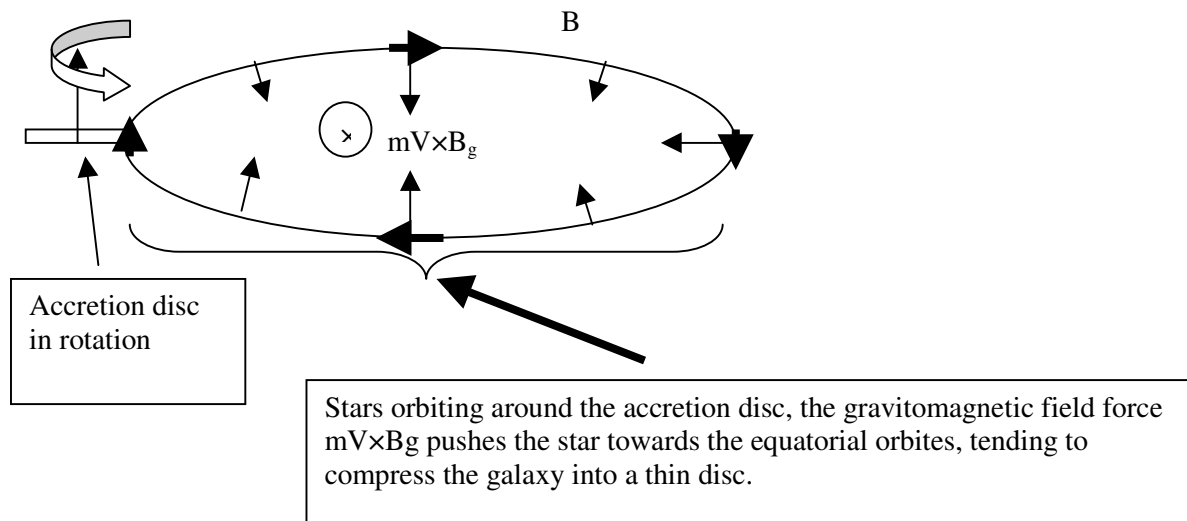 B
×
mV×Bg
Accretion disc
in rotation
Stars orbiting around the accretion disc, the gravitomagnetic field force
mV×Bg pushes the star towards the equatorial orbites, tending to
compress the galaxy into a thin disc.